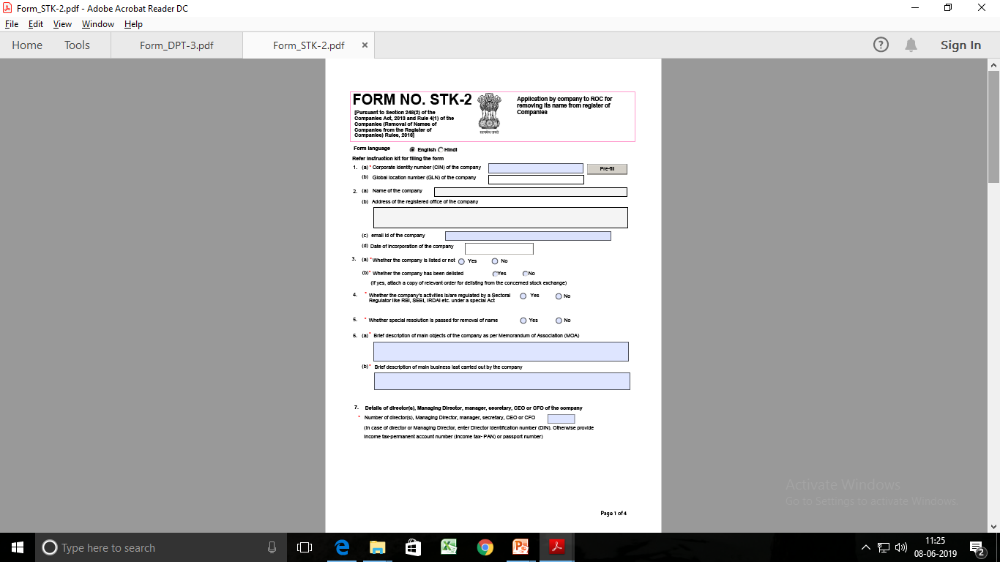 Form_STK-2.pdf - Adobe Acrobat Reader DC
File Edit View Window Help
Home Tools Form_DPT-3.pdf Form_STK-2.pdf × ? Sign In
FORM NO. STK-2
[Pursuant to Section 248(2) of the
Companies Act, 2013 and Rule 4(1) of the
Companies (Removal of Names of
Companies from the Register of
Companies) Rules, 2016]
सत्यमेव जयते
Application by company to ROC for
removing its name from register of
Companies
Form language English Hindi
Refer instruction kit for filing the form
1. (a) * Corporate identity number (CIN) of the company Pre-fill
(b) Global location number (GLN) of the company
2. (a) Name of the company
(b) Address of the registered office of the company
(c) email id of the company
(d) Date of incorporation of the company
3. (a) * Whether the company is listed or not Yes No
(b) * Whether the company has been delisted Yes No
(If yes, attach a copy of relevant order for delisting from the concerned stock exchange)
4. * Whether the company's activities is/are regulated by a Sectoral Yes No
Regulator like RBI, SEBI, IRDAI etc. under a special Act
5. * Whether special resolution is passed for removal of name Yes No
6. (a) * Brief description of main objects of the company as per Memorandum of Association (MOA)
(b) * Brief description of main business last carried out by the company
7. Details of director(s), Managing Director, manager, secretary, CEO or CFO of the company
* Number of director(s), Managing Director, manager, secretary, CEO or CFO
(In case of director or Managing Director, enter Director identification number (DIN). Otherwise provide
Income tax-permanent account number (Income tax- PAN) or passport number)
Activate Windows
Go to Settings to activate Windows.
Page 1 of 4
Type here to search
11:25
08-06-2019
2